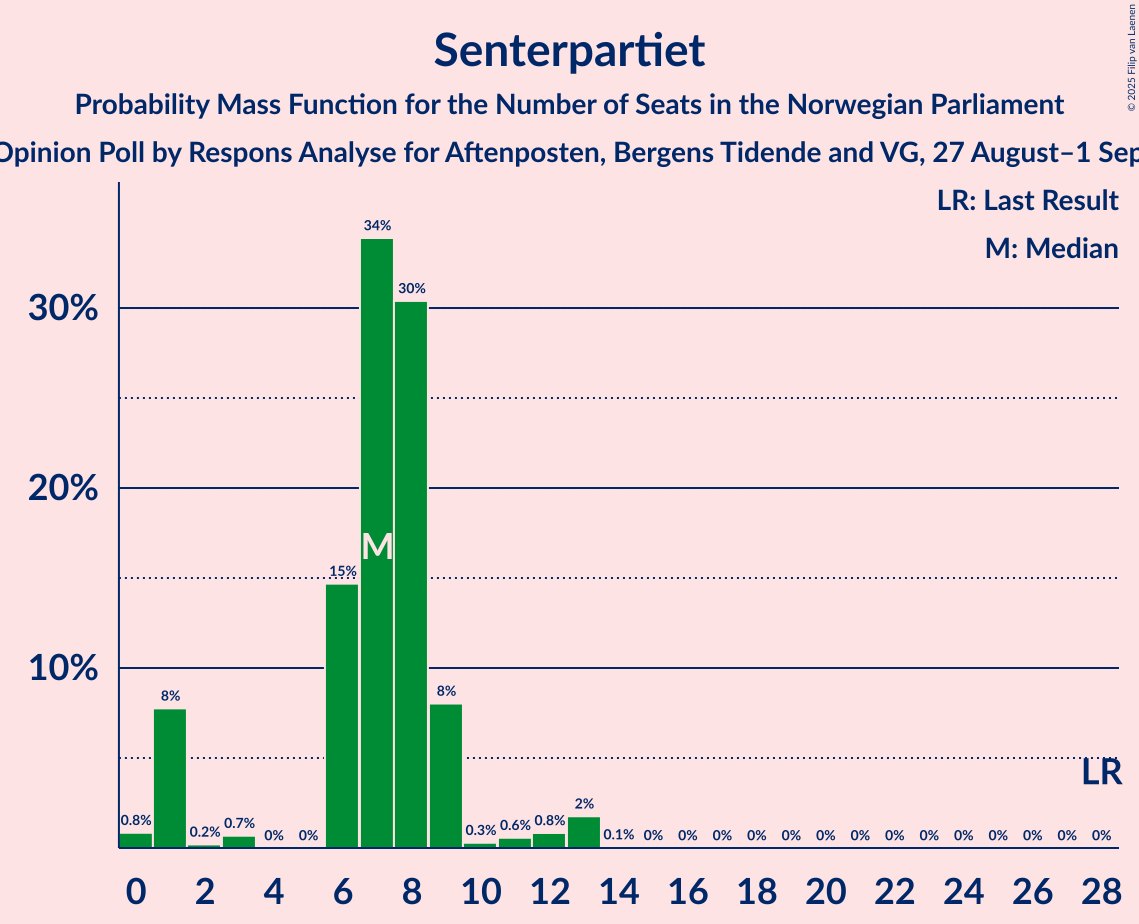 Senterpartiet
Probability Mass Function for the Number of Seats in the Norwegian Parliament
Opinion Poll by Respons Analyse for Aftenposten, Bergens Tidende and VG, 27 August–1 Sep
© 2025 Filip van Laenen
LR: Last Result
M: Median
34%
30%
30%
20%
M
15%
10%
8%
8%
LR
0.8% 0.2% 0.7% 0% 0% 0.3% 0.6% 0.8% 2% 0.1% 0% 0% 0% 0% 0% 0% 0% 0% 0% 0% 0% 0% 0% 0%
0 2 4 6 8 10 12 14 16 18 20 22 24 26 28